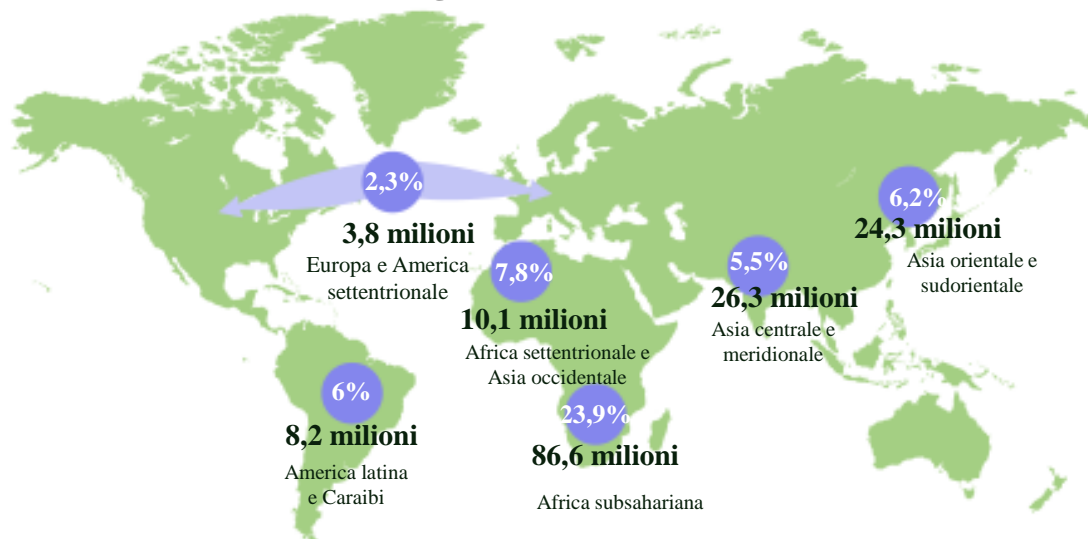 2,3%
3,8 milioni
Europa e America
settentrionale
6,2%
24,3 milioni
Asia orientale e
sudorientale
7,8%
10,1 milioni
Africa settentrionale e
Asia occidentale
5,5%
26,3 milioni
Asia centrale e
meridionale
6%
8,2 milioni
America latina
e Caraibi
23,9%
86,6 milioni
Africa subsahariana